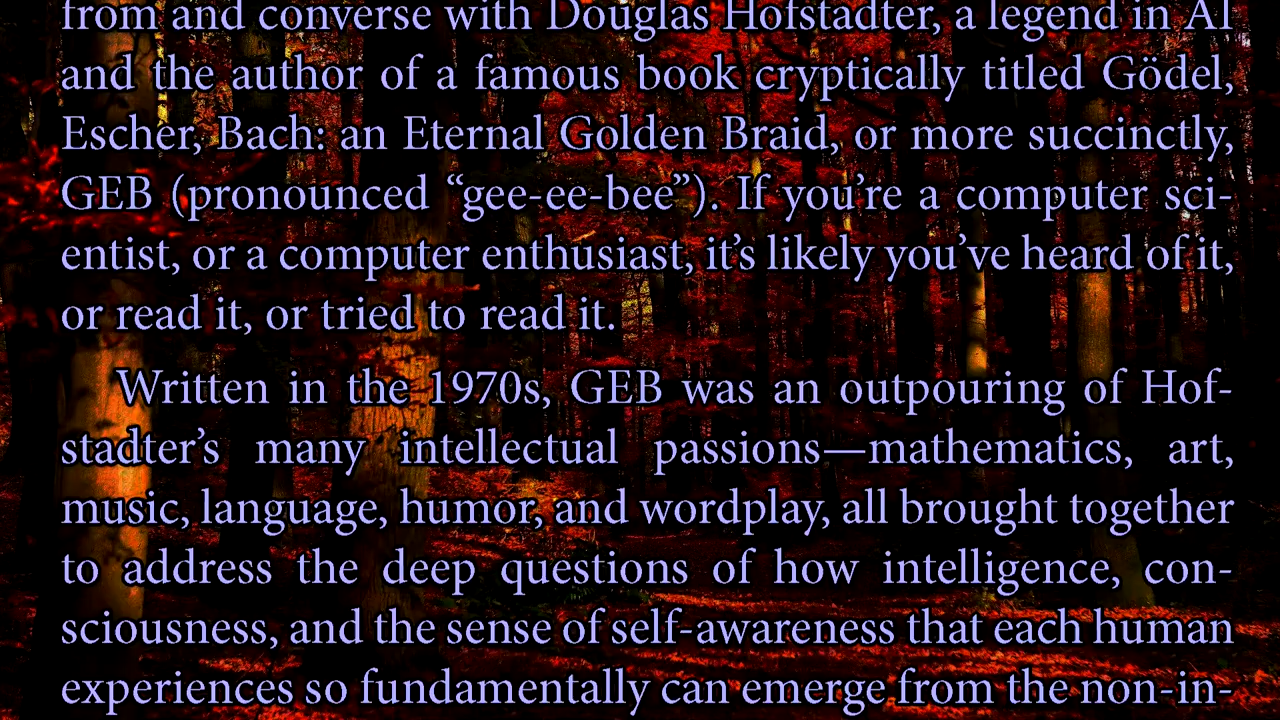 from and converse with Douglas Hofstadter, a legend in AI
and the author of a famous book cryptically titled Gödel,
Escher, Bach: an Eternal Golden Braid, or more succinctly,
GEB (pronounced “gee-ee-bee”). If you’re a computer sci-
entist, or a computer enthusiast, it’s likely you’ve heard of it,
or read it, or tried to read it.
Written in the 1970s, GEB was an outpouring of Hof-
stadter’s many intellectual passions—mathematics, art,
music, language, humor, and wordplay, all brought together
to address the deep questions of how intelligence, con-
sciousness, and the sense of self-awareness that each human
experiences so fundamentally can emerge from the non-in-